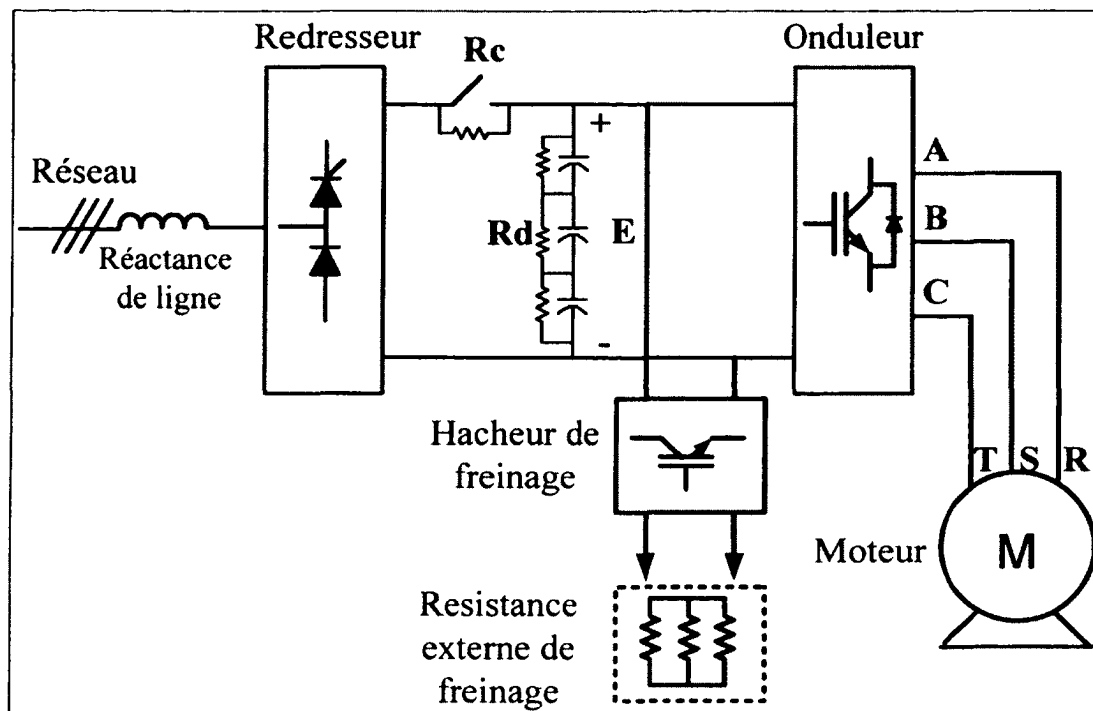 Redresseur
Rc
Onduleur
Réseau
Réactance
de ligne
+
Rd
E
-
A
B
C
Hacheur de
freinage
T S R
Moteur
M
Resistance
externe de
freinage